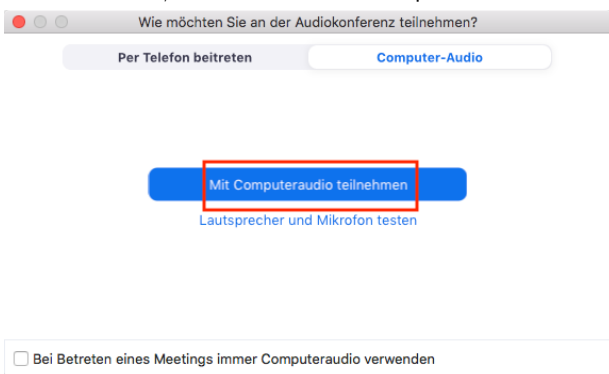 Wie möchten Sie an der Audiokonferenz teilnehmen?
Per Telefon beitreten
Computer-Audio
Mit Computeraudio teilnehmen
Lautsprecher und Mikrofon testen
Bei Betreten eines Meetings immer Computeraudio verwenden